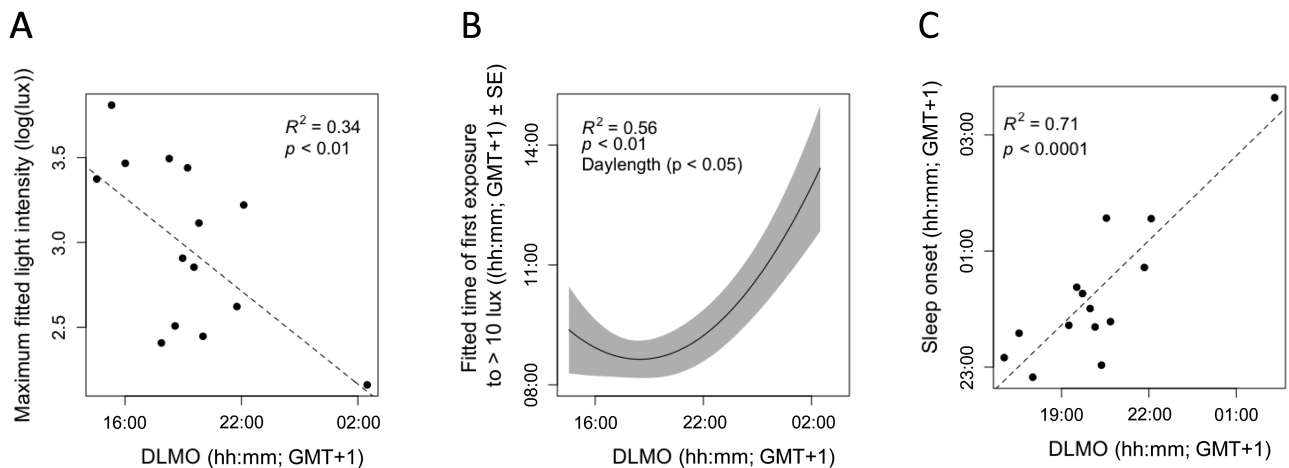 A
Maximum fitted light intensity (log(lux))
3.5
3.0
2.5
R² = 0.34
p < 0.01
16:00
22:00
02:00
DLMO (hh:mm; GMT+1)
B
Fitted time of first exposure
to > 10 lux ((hh:mm; GMT+1) ± SE)
14:00
11:00
08:00
R² = 0.56
p < 0.01
Daylength (p < 0.05)
16:00
22:00
02:00
DLMO (hh:mm; GMT+1)
C
Sleep onset (hh:mm; GMT+1)
03:00
01:00
23:00
R² = 0.71
p < 0.0001
19:00
22:00
01:00
DLMO (hh:mm; GMT+1)